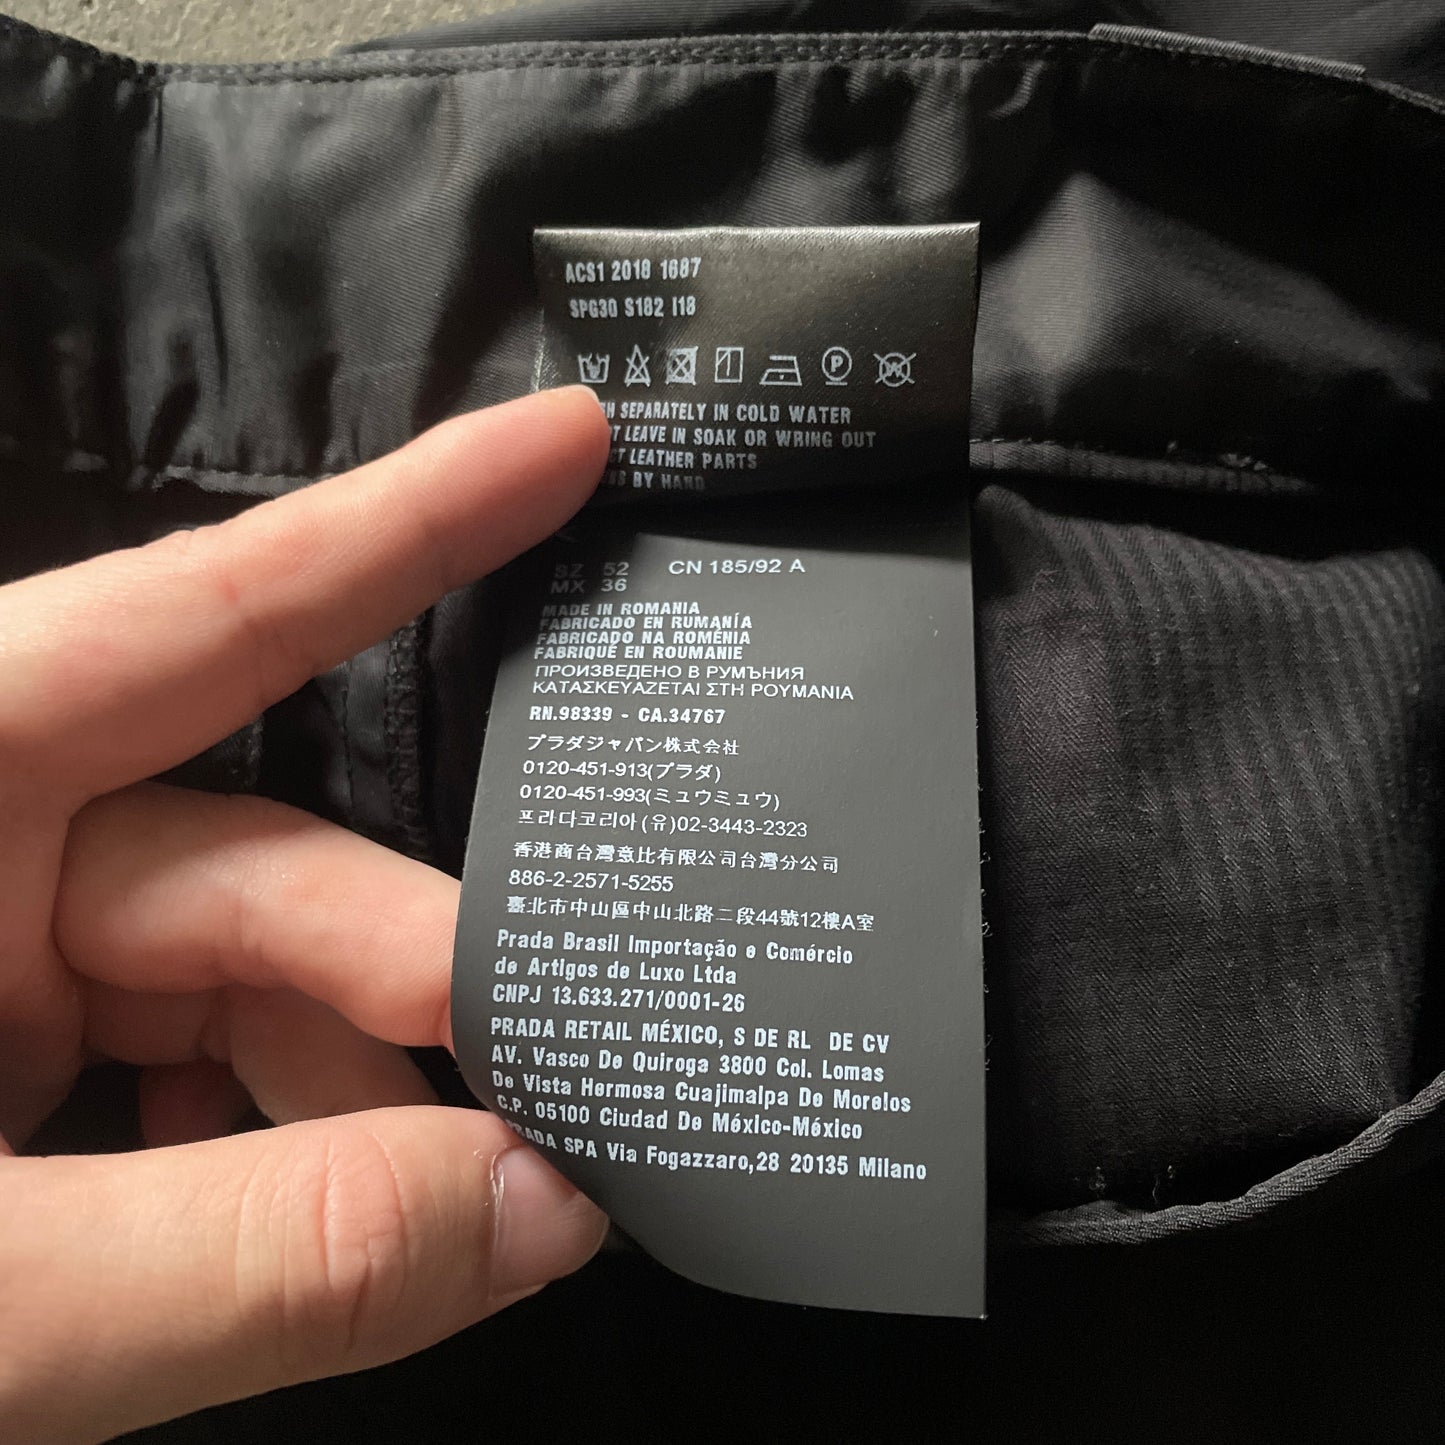 ACS1 2018 1687
SPG30 S182 I18
SEPARATELY IN COLD WATER
LEAVE IN SOAK OR WRING OUT
LEATHER PARTS
BY HAND
SZ 52 CN 185/92 A
MX 36
MADE IN ROMANIA
FABRICADO EN RUMANÍA
FABRICADO NA ROMÉNIA
FABRIQUÉ EN ROUMANIE
ПРОИЗВЕДЕНО В РУМЪНИЯ
ΚΑΤΑΣΚΕΥΑΖΕΤΑΙ ΣΤΗ ΡΟΥΜΑΝΙΑ
RN.98339 - CA.34767
プラダジャパン株式会社
0120-451-913(プラダ)
0120-451-993(ミュウミュウ)
프라다코리아(유)02-3443-2323
香港商台灣意比有限公司台灣分公司
886-2-2571-5255
臺北市中山區中山北路二段44號12樓A室
Prada Brasil Importação e Comércio
de Artigos de Luxo Ltda
CNPJ 13.633.271/0001-26
PRADA RETAIL MÉXICO, S DE RL DE CV
AV. Vasco De Quiroga 3800 Col. Lomas
De Vista Hermosa Cuajimalpa De Morelos
C.P. 05100 Ciudad De México-México
PRADA SPA Via Fogazzaro,28 20135 Milano